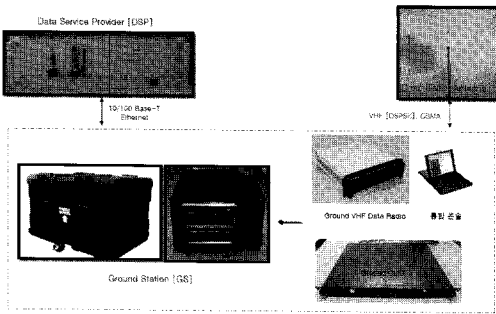 Data Service Provider [DSP]
10/100 Base-T
Ethernet
VHF [D8PSK], CSMA
Ground VHF Data Radio
통합 콘솔
Ground Station [GS]